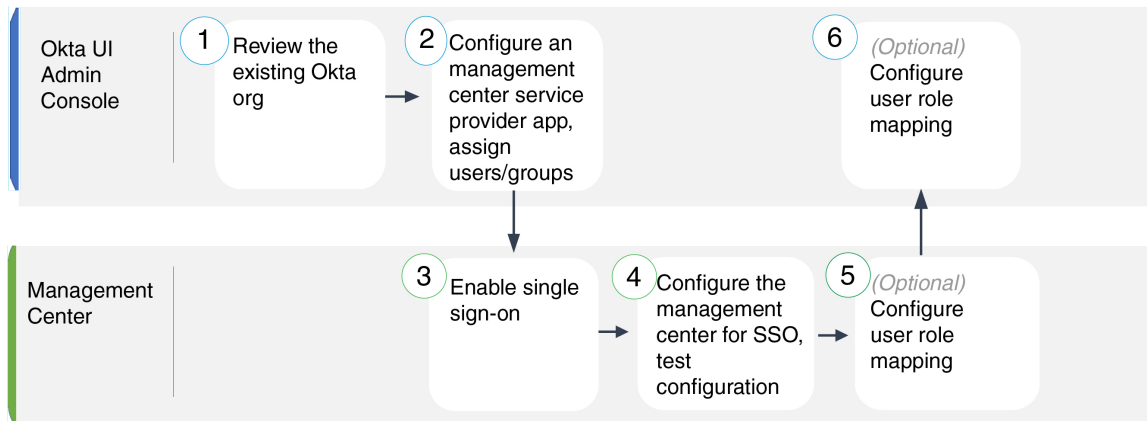 Okta UI
Admin
Console
1
Review the
existing Okta
org
2
Configure an
management
center service
provider app,
assign
users/groups
6
(Optional)
Configure
user role
mapping
Management
Center
3
Enable single
sign-on
4
Configure the
management
center for SSO,
test
configuration
5
(Optional)
Configure
user role
mapping